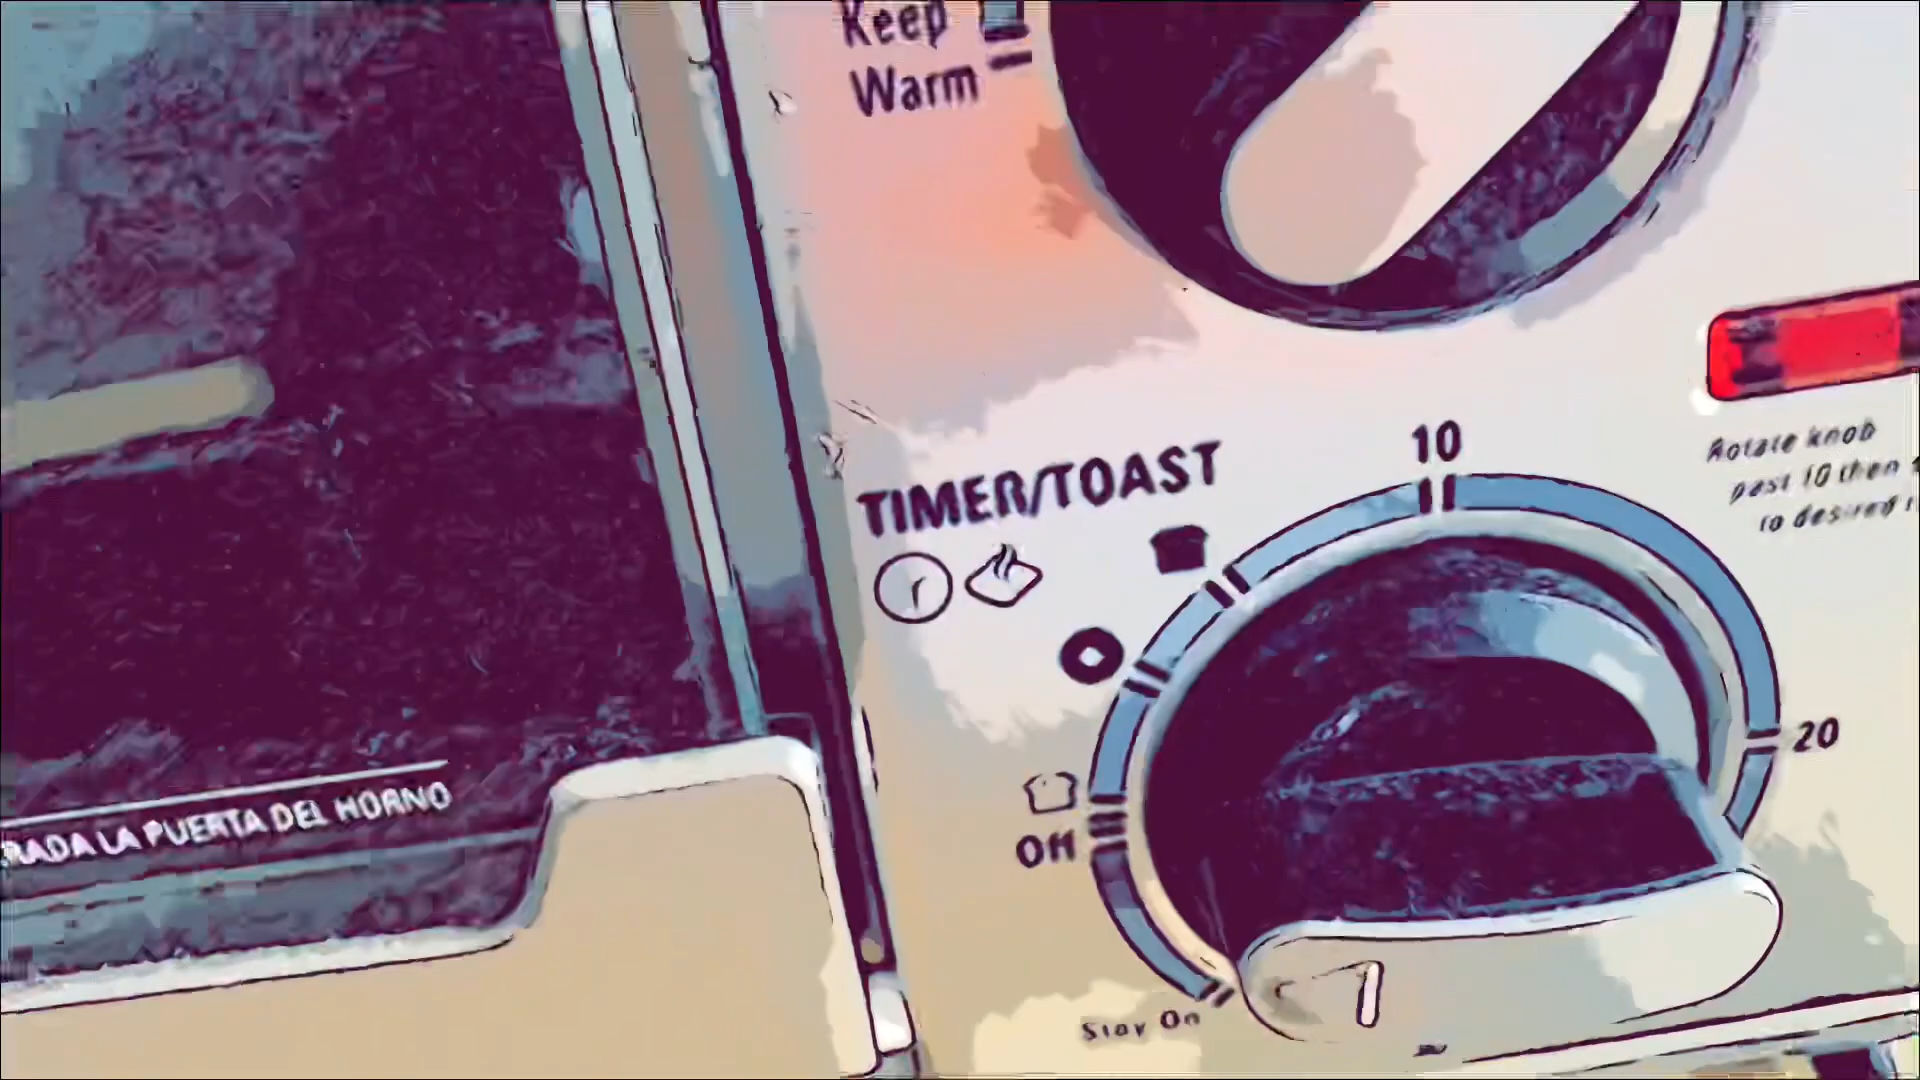 Keep
Warm
TIMER/TOAST
10
Rotate knob
past 10 then
to desired
20
Off
Stay On
RADA LA PUERTA DEL HORNO